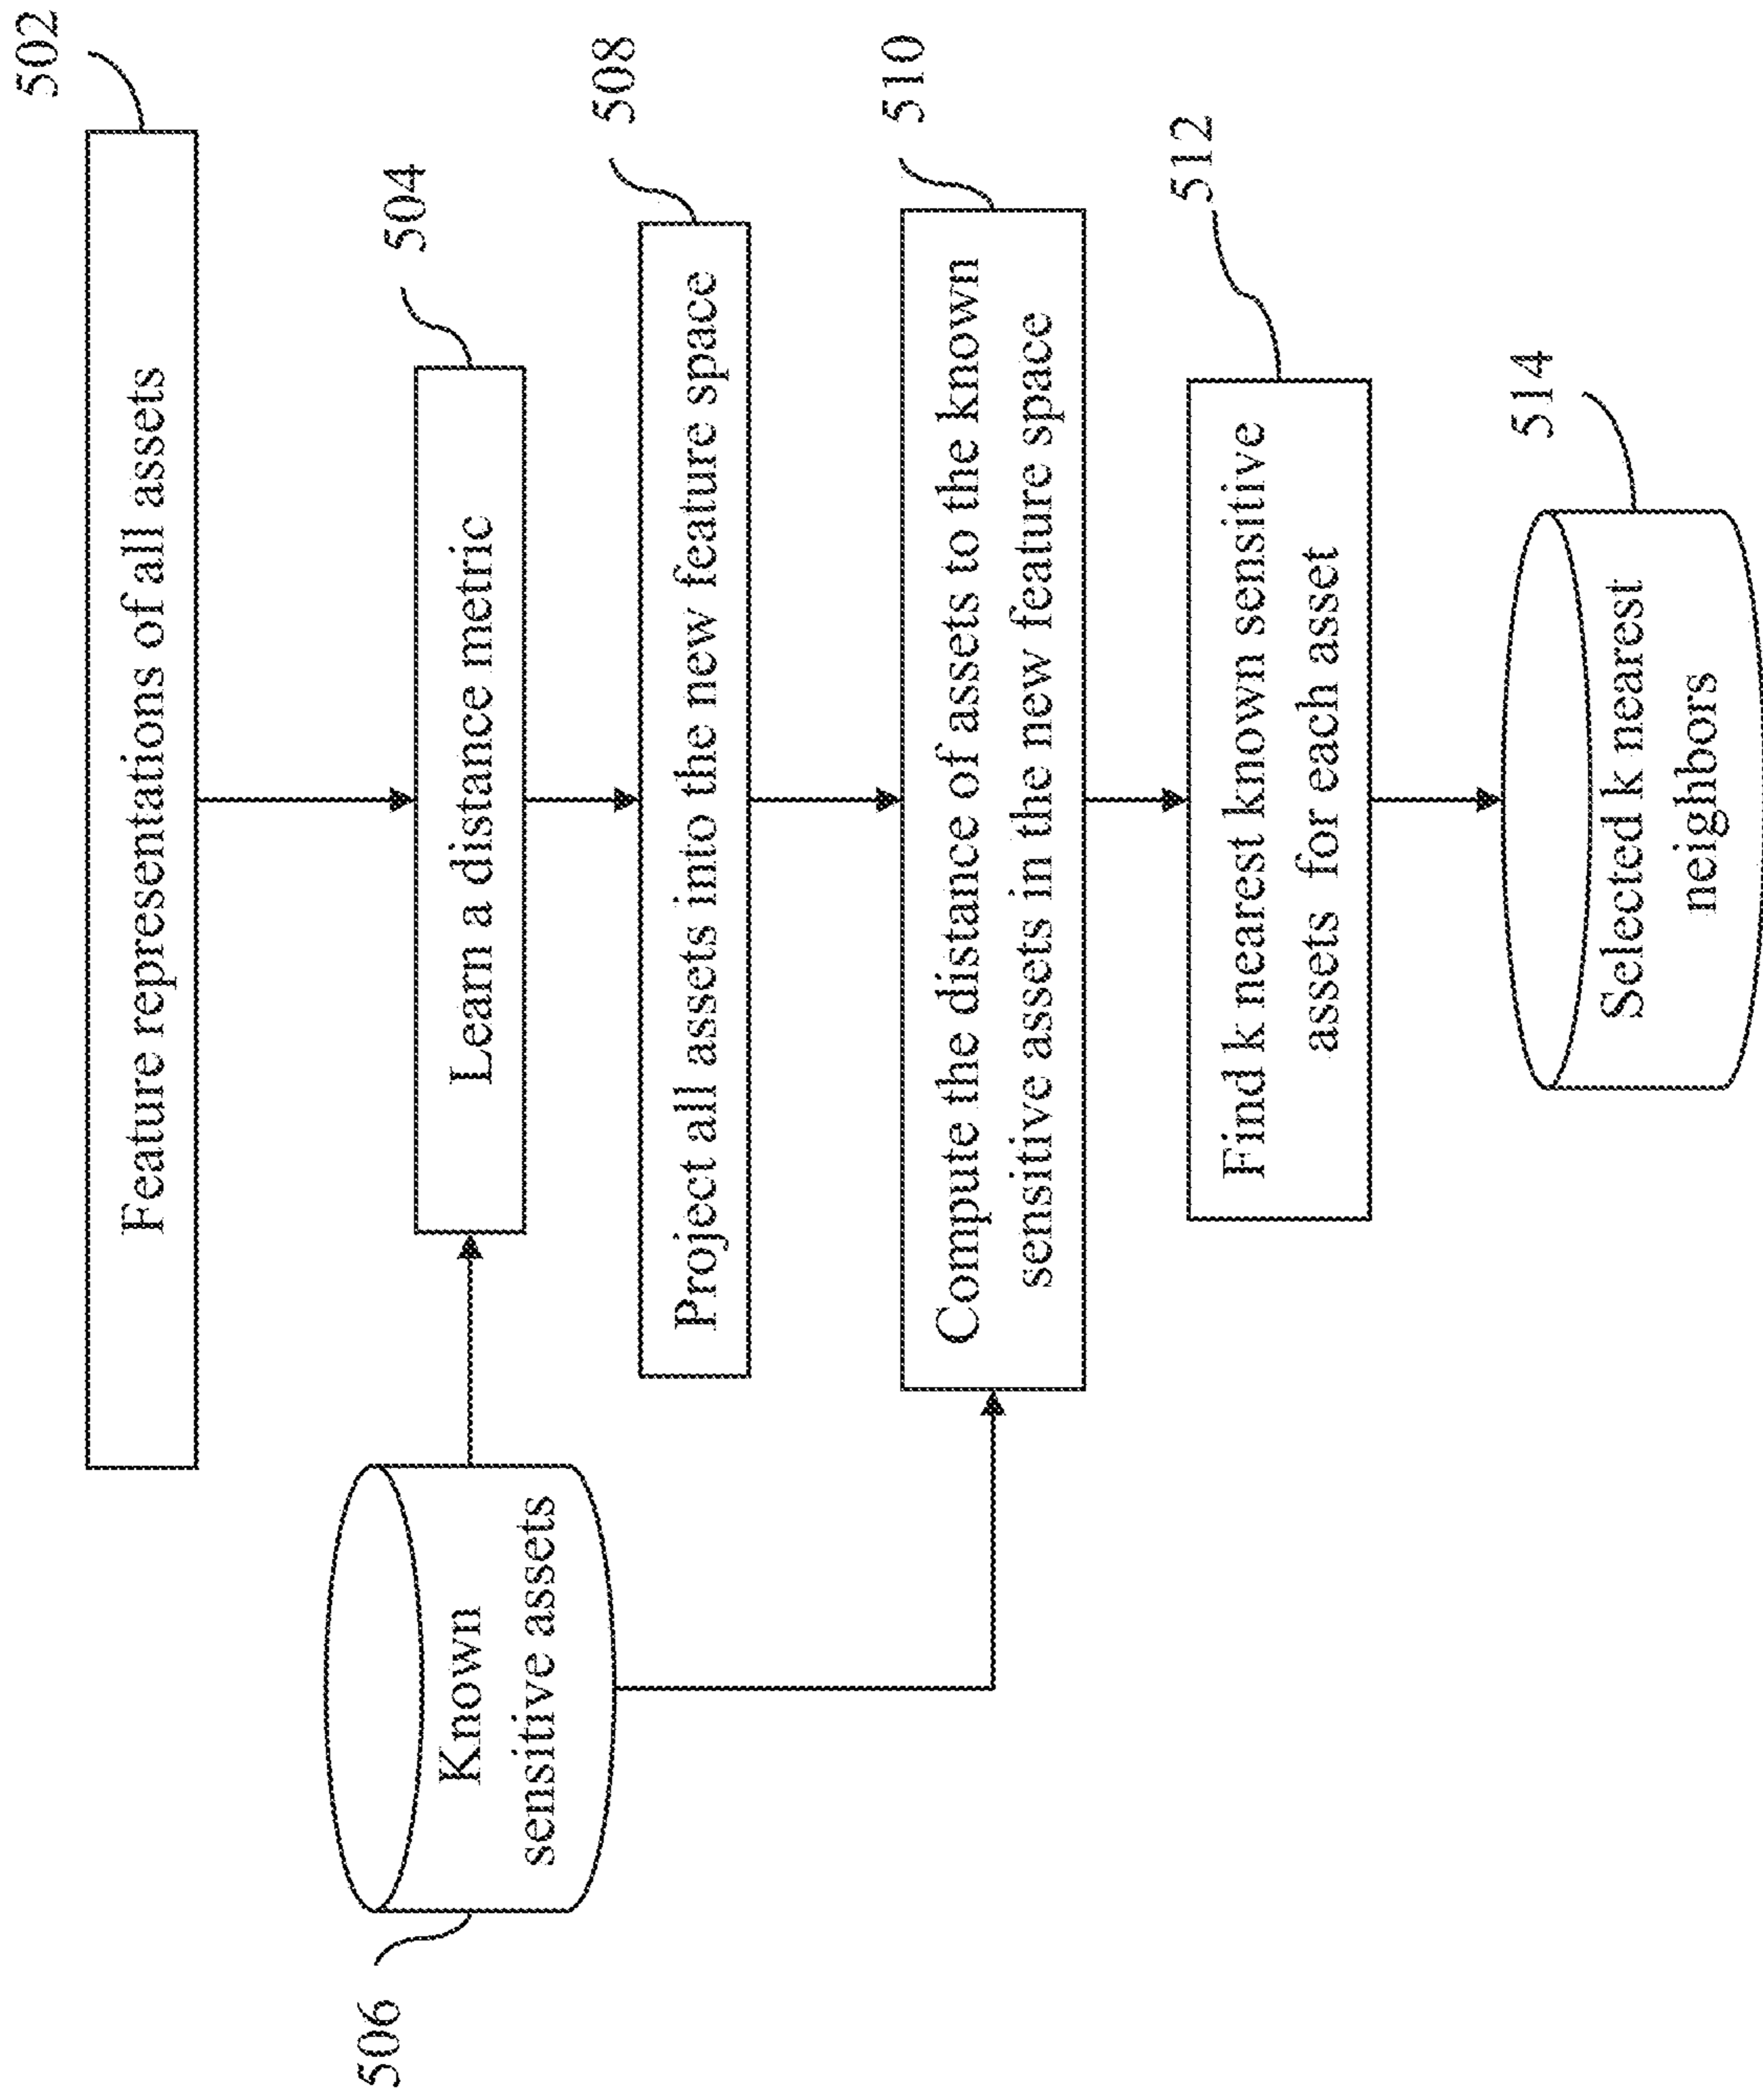 502
Feature representations of all assets
504
Learn a distance metric
506
Known
sensitive assets
508
Project all assets into the new feature space
510
Compute the distance of assets to the known
sensitive assets in the new feature space
512
Find k nearest known sensitive
assets for each asset
514
Selected k nearest
neighbors